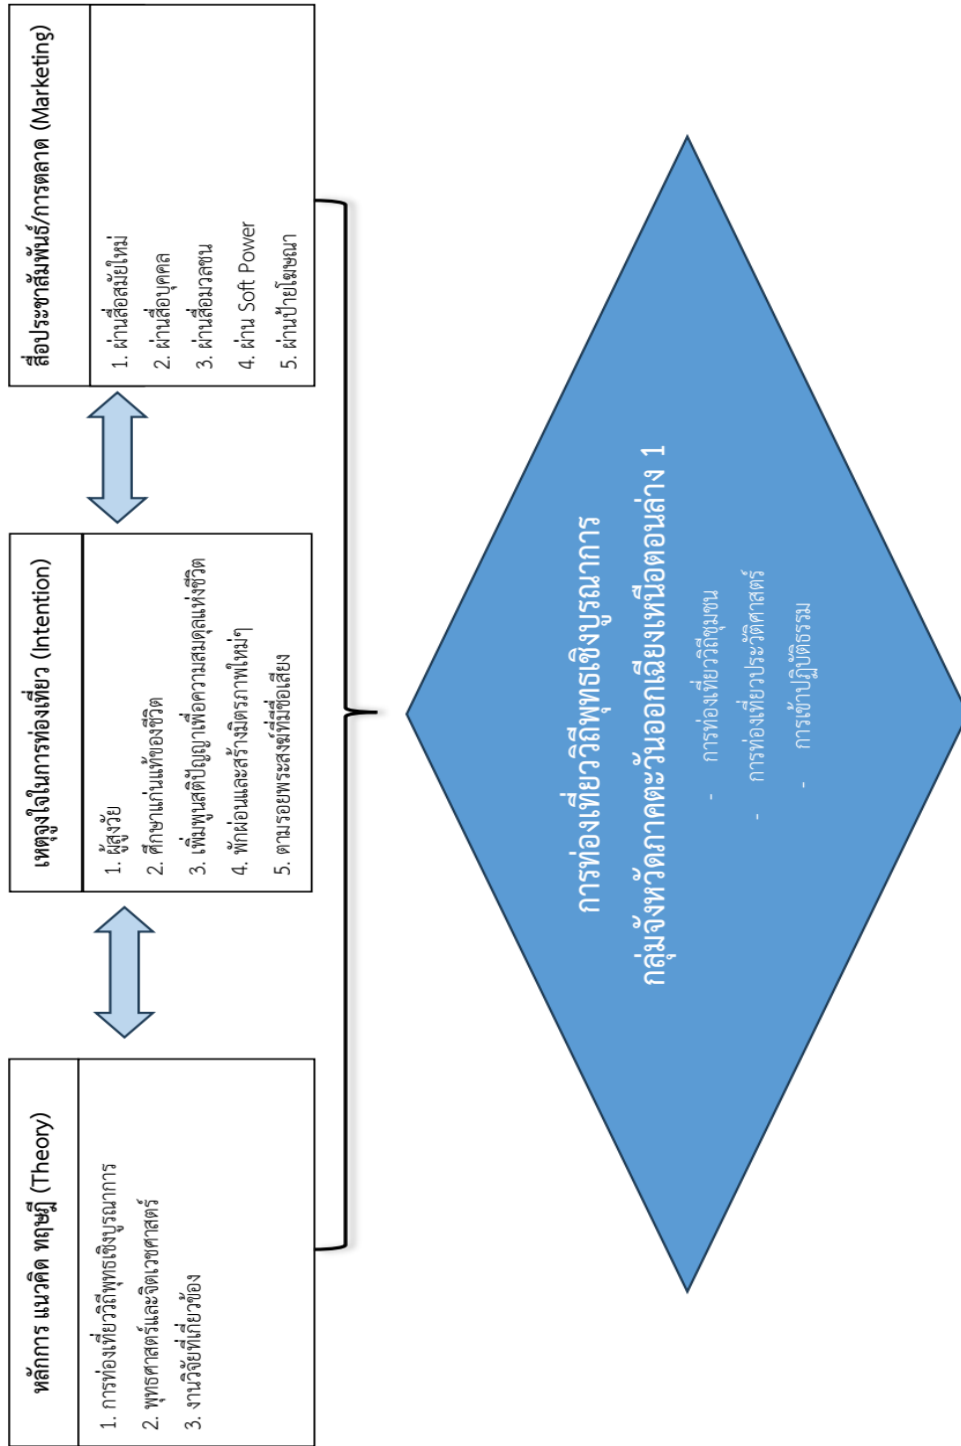 หลักการ แนวคิด ทฤษฎี (Theory)
1. การท่องเที่ยววิถีพุทธเชิงบูรณาการ
2. พุทธศาสตร์และจิตเวชศาสตร์
3. งานวิจัยที่เกี่ยวข้อง
เหตุจูงใจในการท่องเที่ยว (Intention)
1. ผู้สูงวัย
2. ศึกษาแก่นแท้ของชีวิต
3. เพิ่มพูนสติปัญญาเพื่อความสมดุลแห่งชีวิต
4. พักผ่อนและสร้างมิตรภาพใหม่ๆ
5. ตามรอยพระสงฆ์ที่มีชื่อเสียง
สื่อประชาสัมพันธ์/การตลาด (Marketing)
1. ผ่านสื่อสมัยใหม่
2. ผ่านสื่อบุคคล
3. ผ่านสื่อมวลชน
4. ผ่าน Soft Power
5. ผ่านป้ายโฆษณา
การท่องเที่ยววิถีพุทธเชิงบูรณาการ
กลุ่มจังหวัดภาคตะวันออกเฉียงเหนือตอนล่าง 1
- การท่องเที่ยววิถีชุมชน
- การท่องเที่ยวประวัติศาสตร์
- การเข้าปฏิบัติธรรม